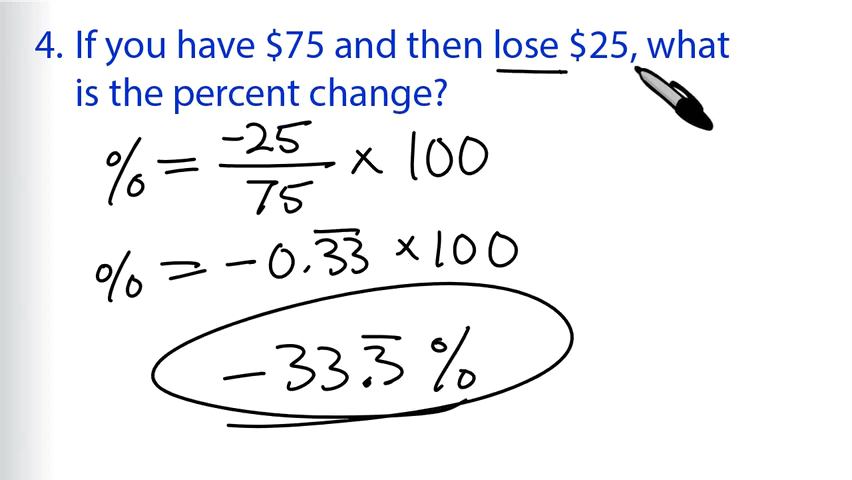 4. If you have $75 and then lose $25, what
is the percent change?
% = -25/75 × 100
% = -0.3̅3̅ × 100
-33.3̅ %